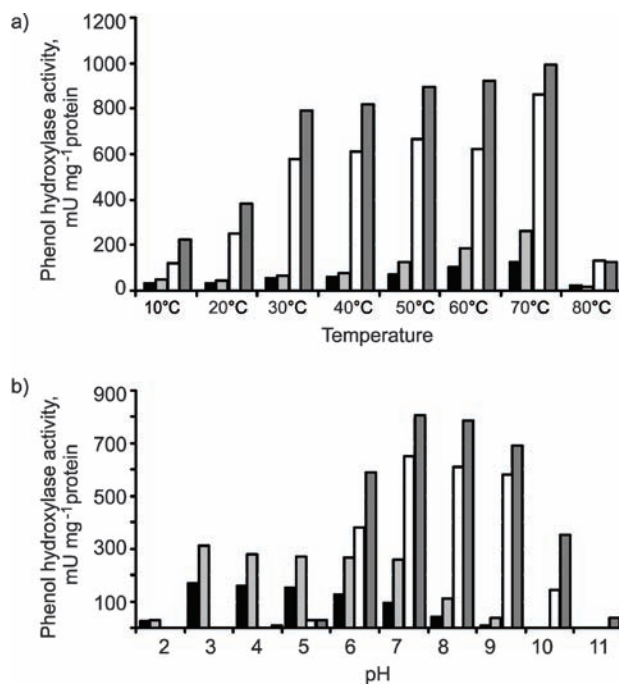 a)
Phenol hydroxylase activity,
mU mg⁻¹protein
1200
1000
800
600
400
200
0
10°C 20°C 30°C 40°C 50°C 60°C 70°C 80°C
Temperature
b)
Phenol hydroxylase activity,
mU mg⁻¹protein
900
700
500
300
100
2 3 4 5 6 7 8 9 10 11
pH